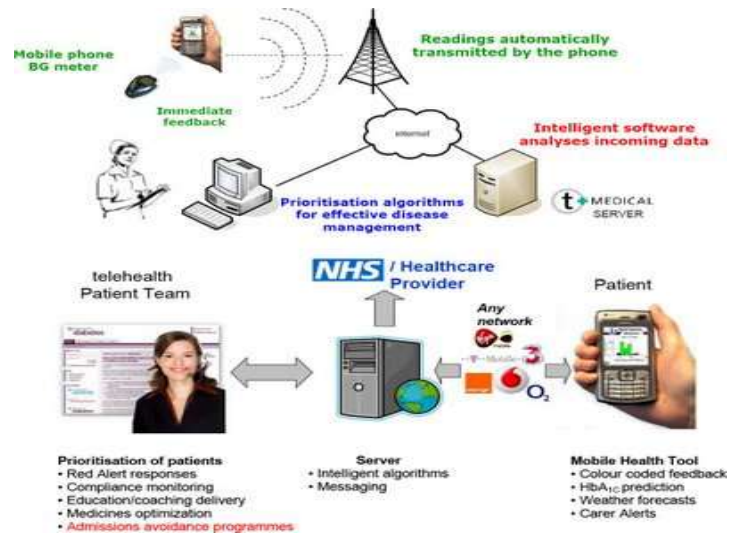 Mobile phone
BG meter
Readings automatically
transmitted by the phone
Immediate
feedback
internet
Intelligent software
analyses incoming data
Prioritisation algorithms
for effective disease
management
t+ MEDICAL
SERVER
telehealth
Patient Team
NHS / Healthcare
Provider
Any
network
Patient
Virgin
T··Mobile·
3
orange
O2
Prioritisation of patients
• Red Alert responses
• Compliance monitoring
• Education/coaching delivery
• Medicines optimization
• Admissions avoidance programmes
Server
• Intelligent algorithms
• Messaging
Mobile Health Tool
• Colour coded feedback
• HbA1C prediction
• Weather forecasts
• Carer Alerts